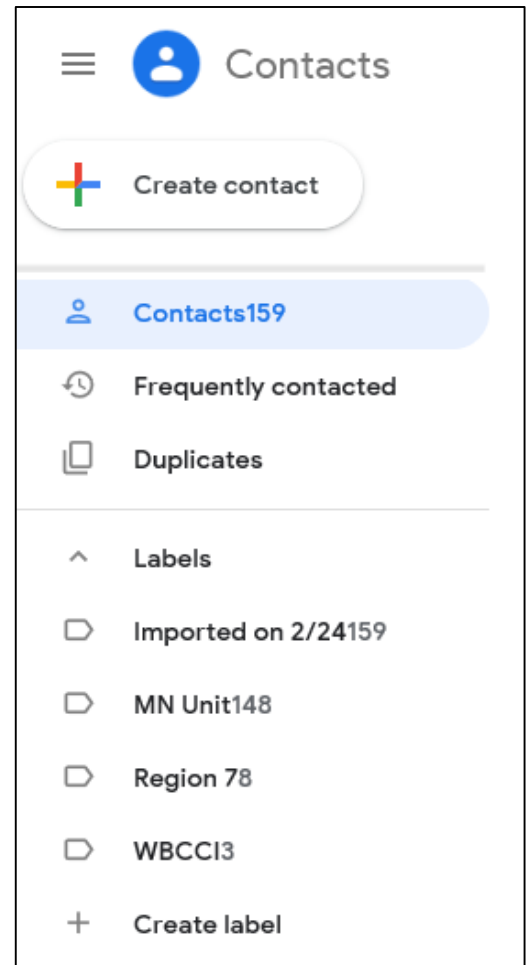 Contacts
Create contact
Contacts159
Frequently contacted
Duplicates
Labels
Imported on 2/24159
MN Unit148
Region 78
WBCCI3
Create label